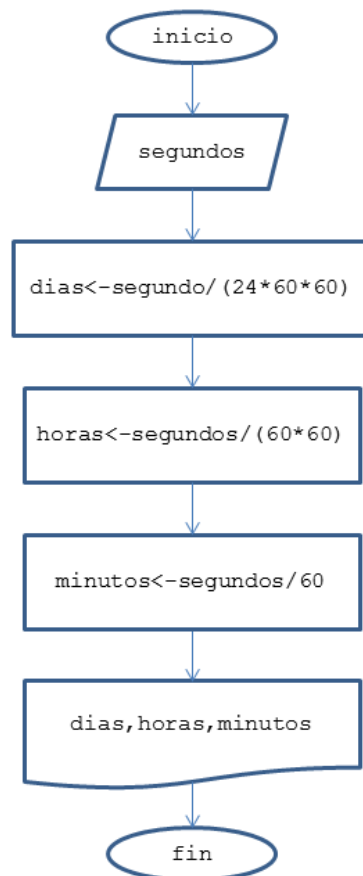 inicio
segundos
dias<-segundo/(24*60*60)
horas<-segundos/(60*60)
minutos<-segundos/60
dias,horas,minutos
fin